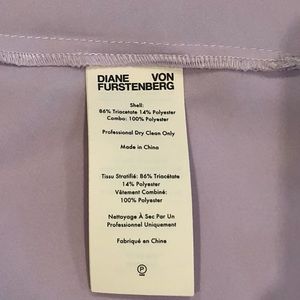 DIANE VON
FURSTENBERG
Shell:
86% Triacetate 14% Polyester
Combo: 100% Polyester
Professional Dry Clean Only
Made in China
Tissu Stratifié: 86% Triacétate
14% Polyester
Vêtement Combiné:
100% Polyester
Nettoyage À Sec Par Un
Professionnel Uniquement
Fabriqué en Chine
P